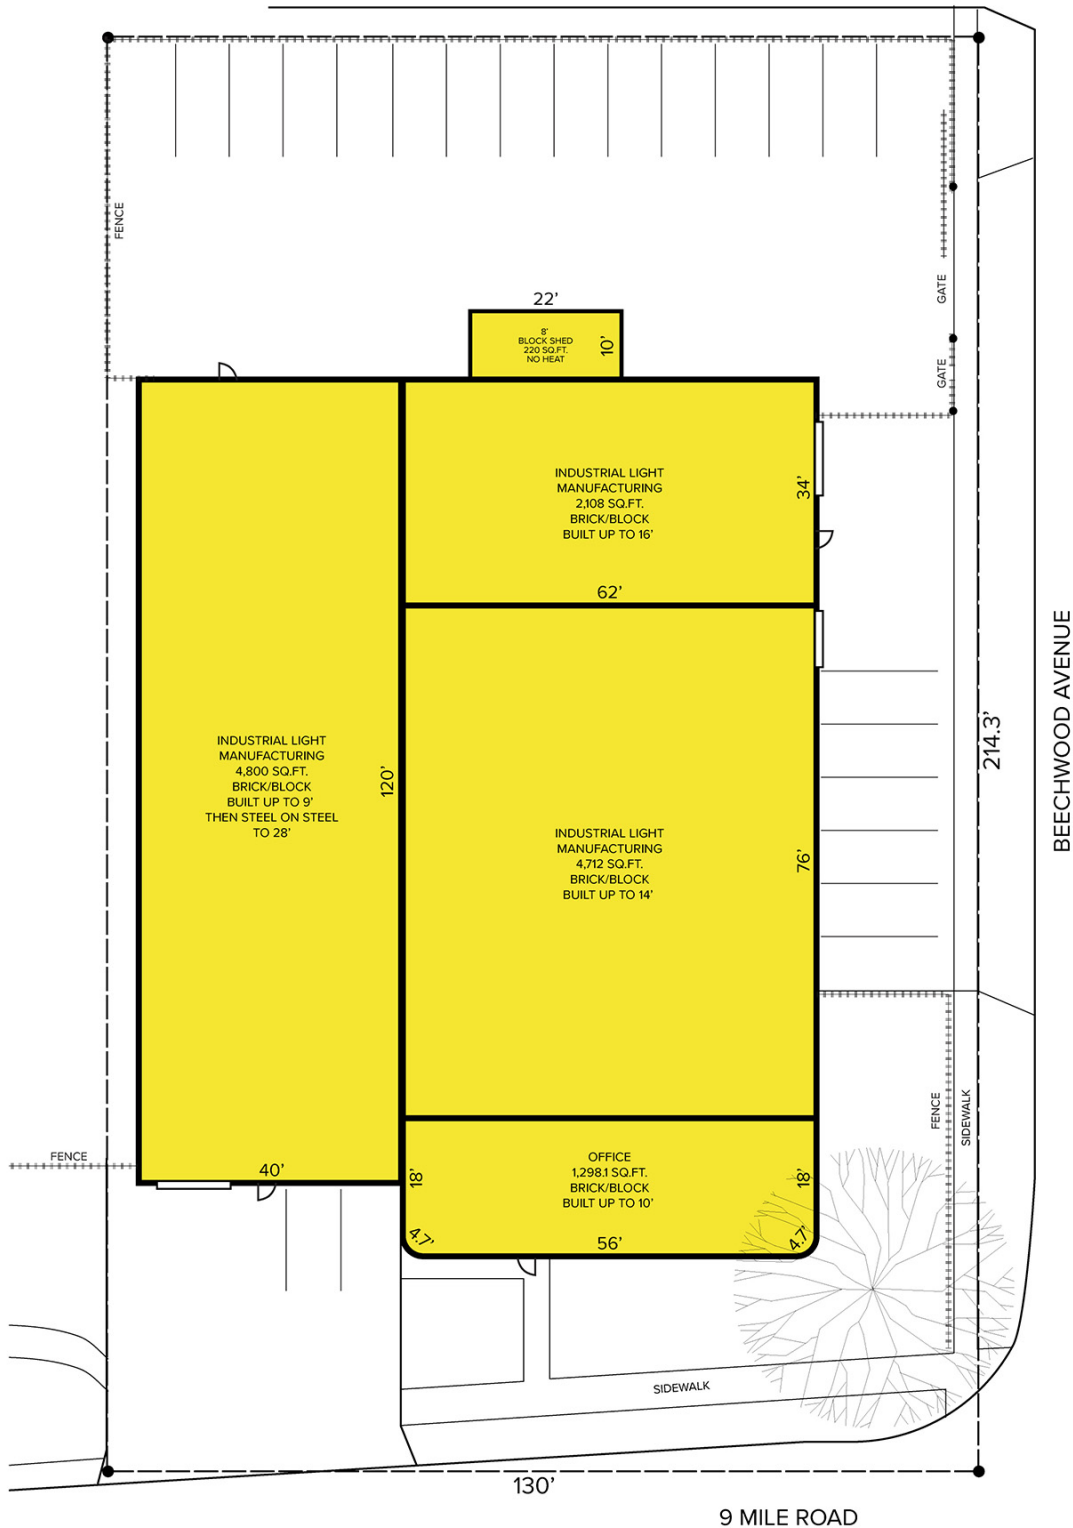 FENCE
GATE
GATE
22’
8’
BLOCK SHED
220 SQ.FT.
NO HEAT
10’
INDUSTRIAL LIGHT
MANUFACTURING
2,108 SQ.FT.
BRICK/BLOCK
BUILT UP TO 16’
34’
62’
INDUSTRIAL LIGHT
MANUFACTURING
4,800 SQ.FT.
BRICK/BLOCK
BUILT UP TO 9’
THEN STEEL ON STEEL
TO 28’
120’
40’
INDUSTRIAL LIGHT
MANUFACTURING
4,712 SQ.FT.
BRICK/BLOCK
BUILT UP TO 14’
76’
214.3’
BEECHWOOD AVENUE
FENCE
OFFICE
1,298.1 SQ.FT.
BRICK/BLOCK
BUILT UP TO 10’
18’
18’
4.7’
56’
4.7’
FENCE
SIDEWALK
SIDEWALK
130’
9 MILE ROAD